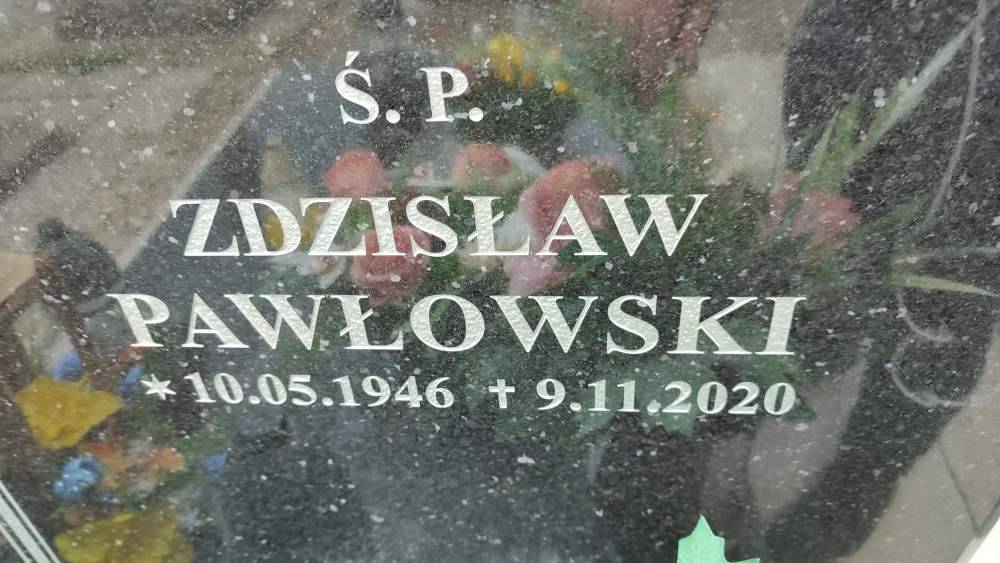 Ś. P.
ZDZISŁAW
PAWŁOWSKI
* 10.05.1946 ✝ 9.11.2020